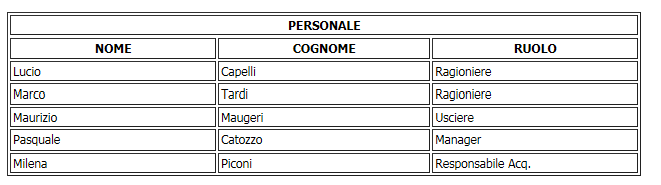 PERSONALE
NOME COGNOME RUOLO
Lucio Capelli Ragioniere
Marco Tardi Ragioniere
Maurizio Maugeri Usciere
Pasquale Catozzo Manager
Milena Piconi Responsabile Acq.